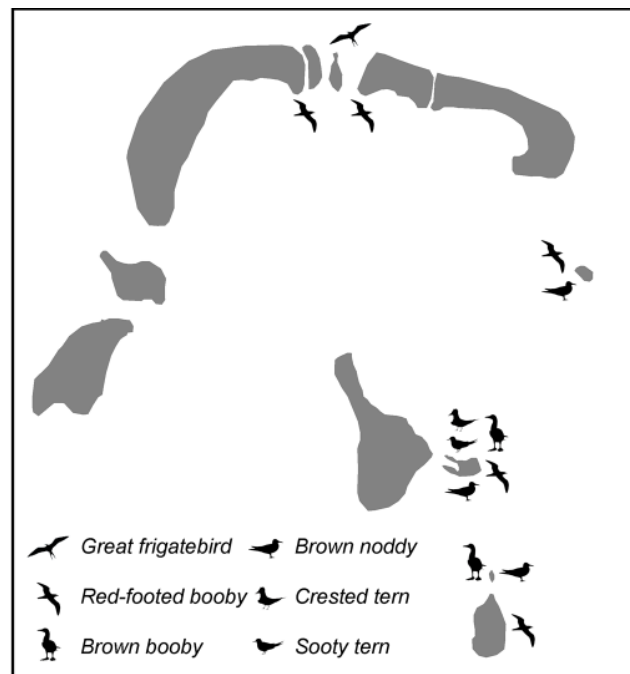 Great frigatebird
Brown noddy
Red-footed booby
Crested tern
Brown booby
Sooty tern